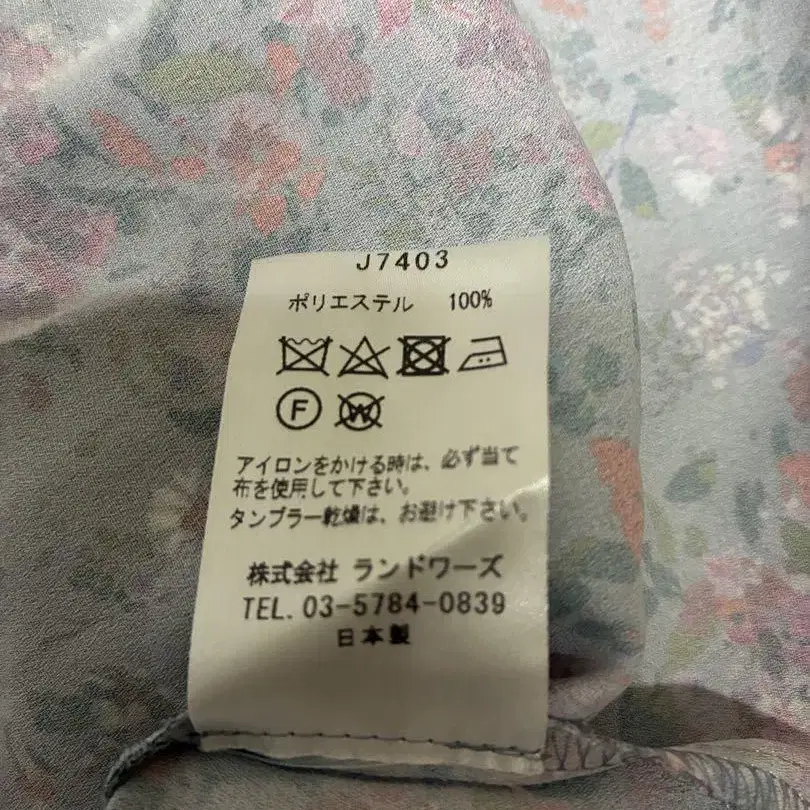 J7403
ポリエステル 100%
F W
アイロンをかける時は、必ず当て
布を使用して下さい。
タンブラー乾燥は、お避け下さい。
株式会社 ランドワーズ
TEL. 03-5784-0839
日本製